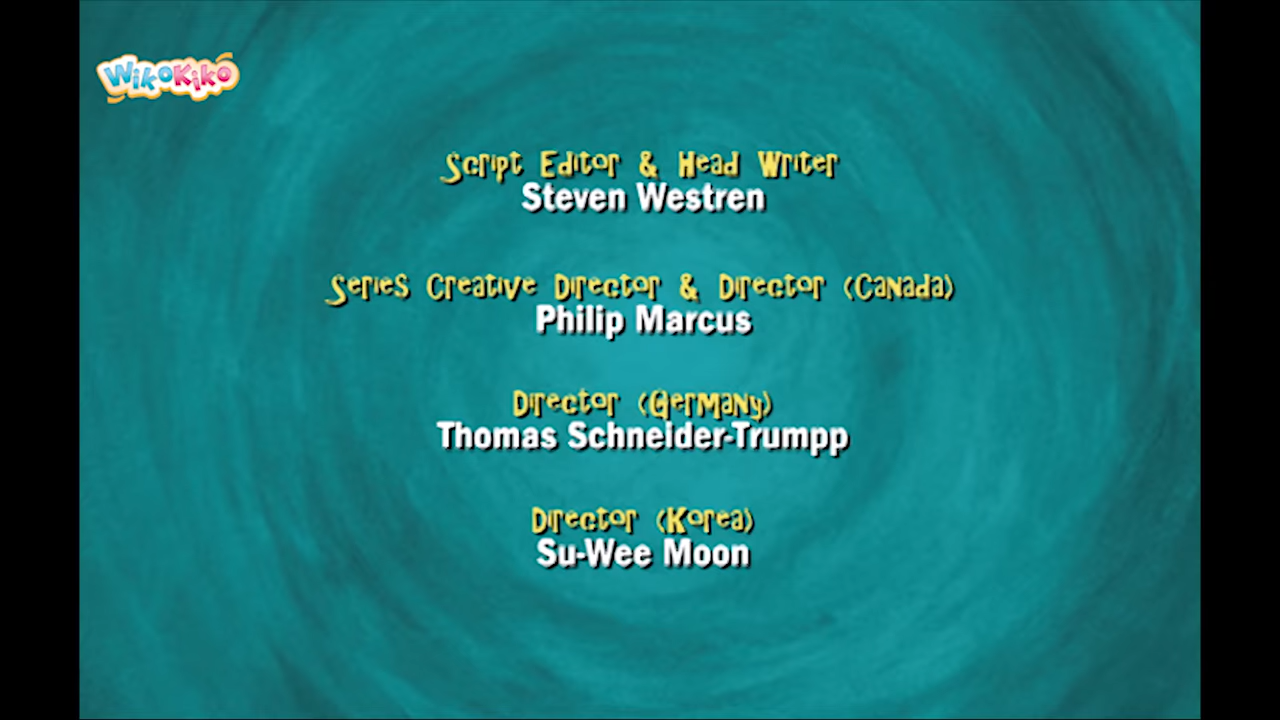 WikoKiko
Script Editor & Head Writer
Steven Westren
Series Creative Director & Director (Canada)
Philip Marcus
Director (Germany)
Thomas Schneider-Trumpp
Director (Korea)
Su-Wee Moon